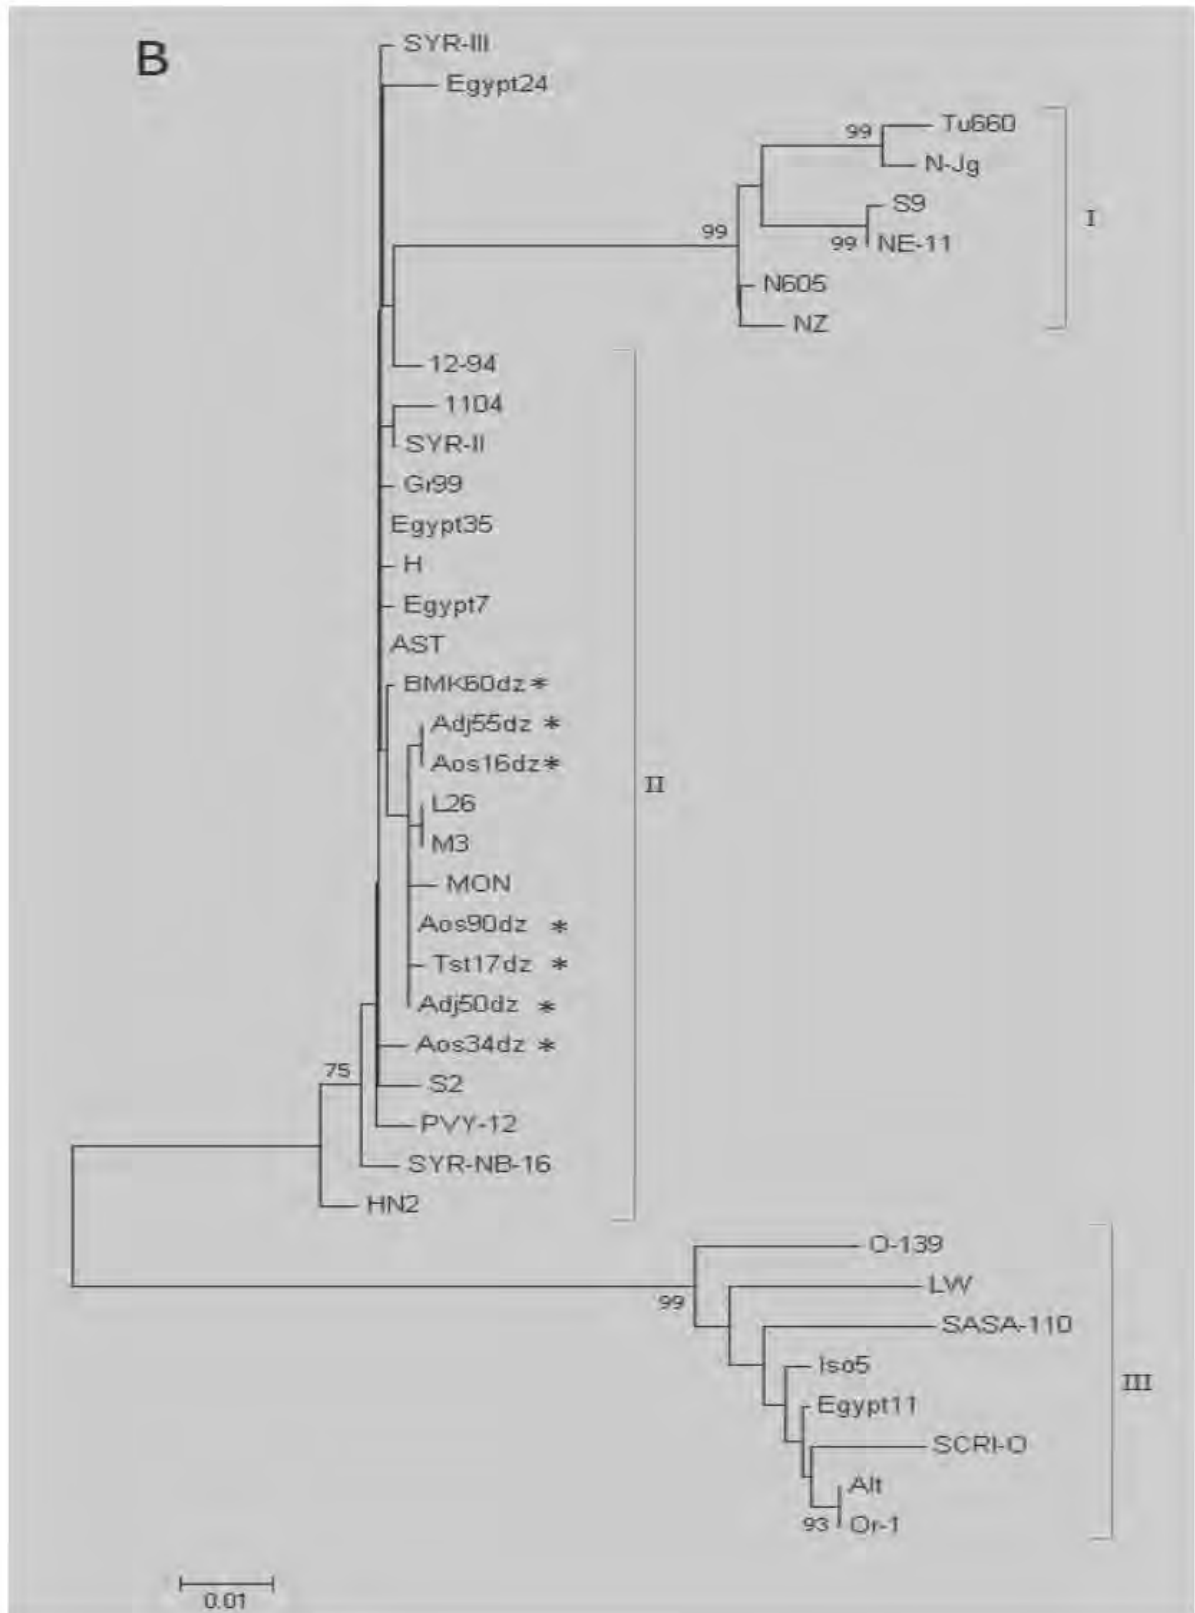 B
SYR-III
Egypt24
Tu660
99
N-Jg
S9
99
I
99 NE-11
N605
NZ
12-94
1104
SYR-II
Gr99
Egypt35
H
Egypt7
AST
BMK60dz *
Adj55dz *
Aos16dz*
II
L26
M3
MON
Aos90dz *
Tst17dz *
Adj50dz *
Aos34dz *
75
S2
PVY-12
SYR-NB-16
HN2
O-139
LW
99
SASA-110
Iso5
III
Egypt11
SCRI-O
Alt
93 Or-1
0.01